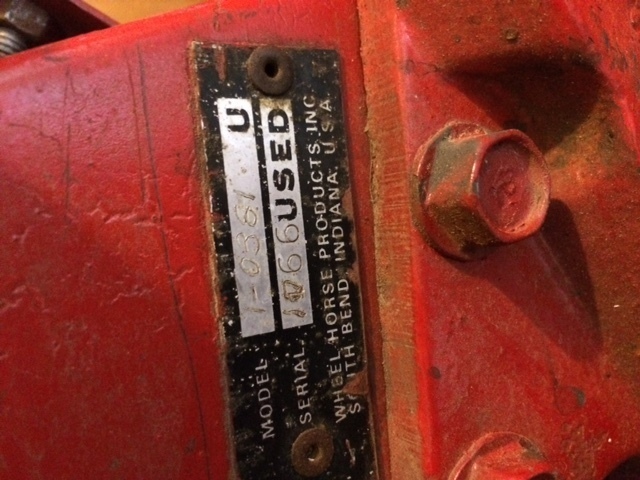 MODEL 1-0361 U
SERIAL USED
WHEEL HORSE PRODUCTS, INC.
SOUTH BEND, INDIANA, U.S.A.